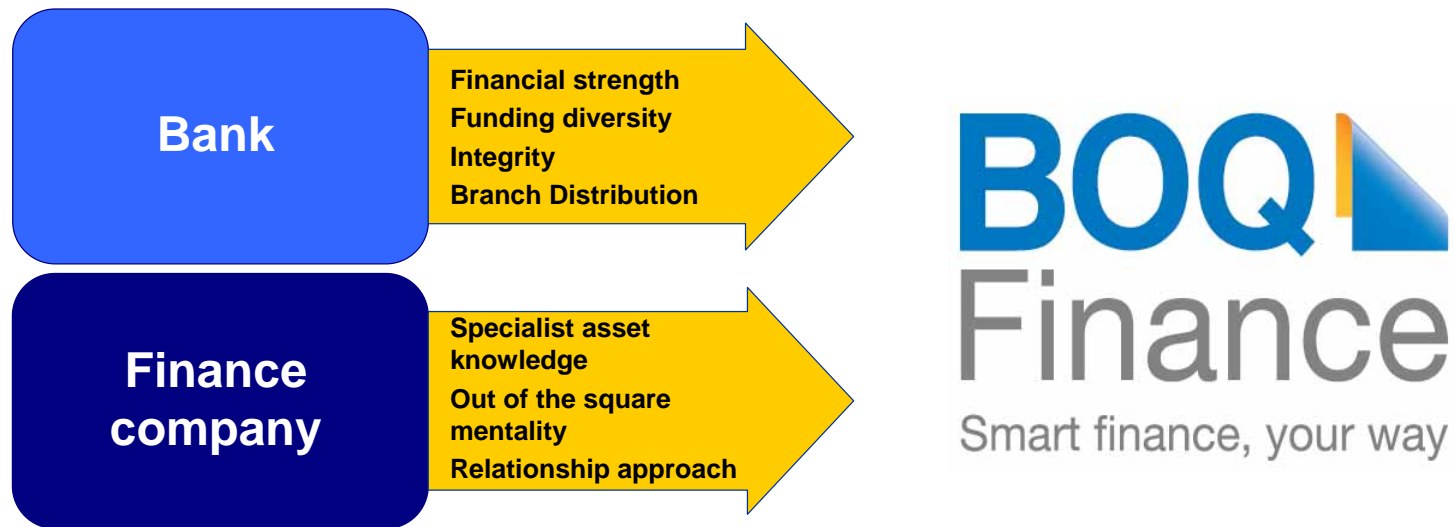 Bank
Financial strength
Funding diversity
Integrity
Branch Distribution
Finance
company
Specialist asset
knowledge
Out of the square
mentality
Relationship approach
BOQ
Finance
Smart finance, your way